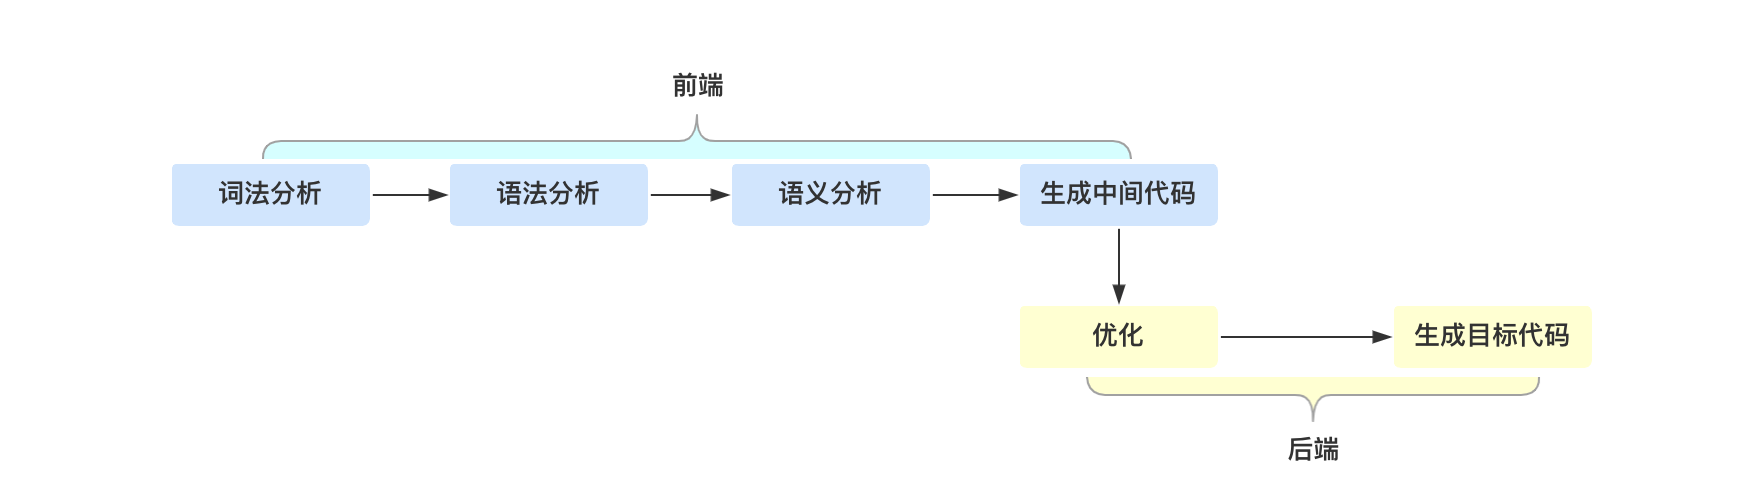 前端
词法分析
语法分析
语义分析
生成中间代码
优化
生成目标代码
后端